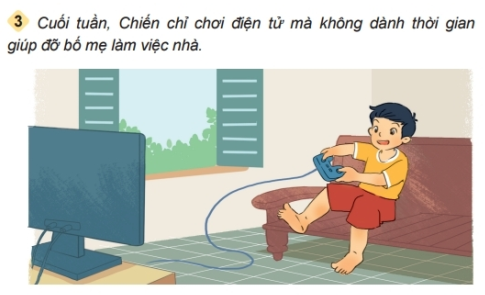 3 Cuối tuần, Chiến chỉ chơi điện tử mà không dành thời gian
giúp đỡ bố mẹ làm việc nhà.